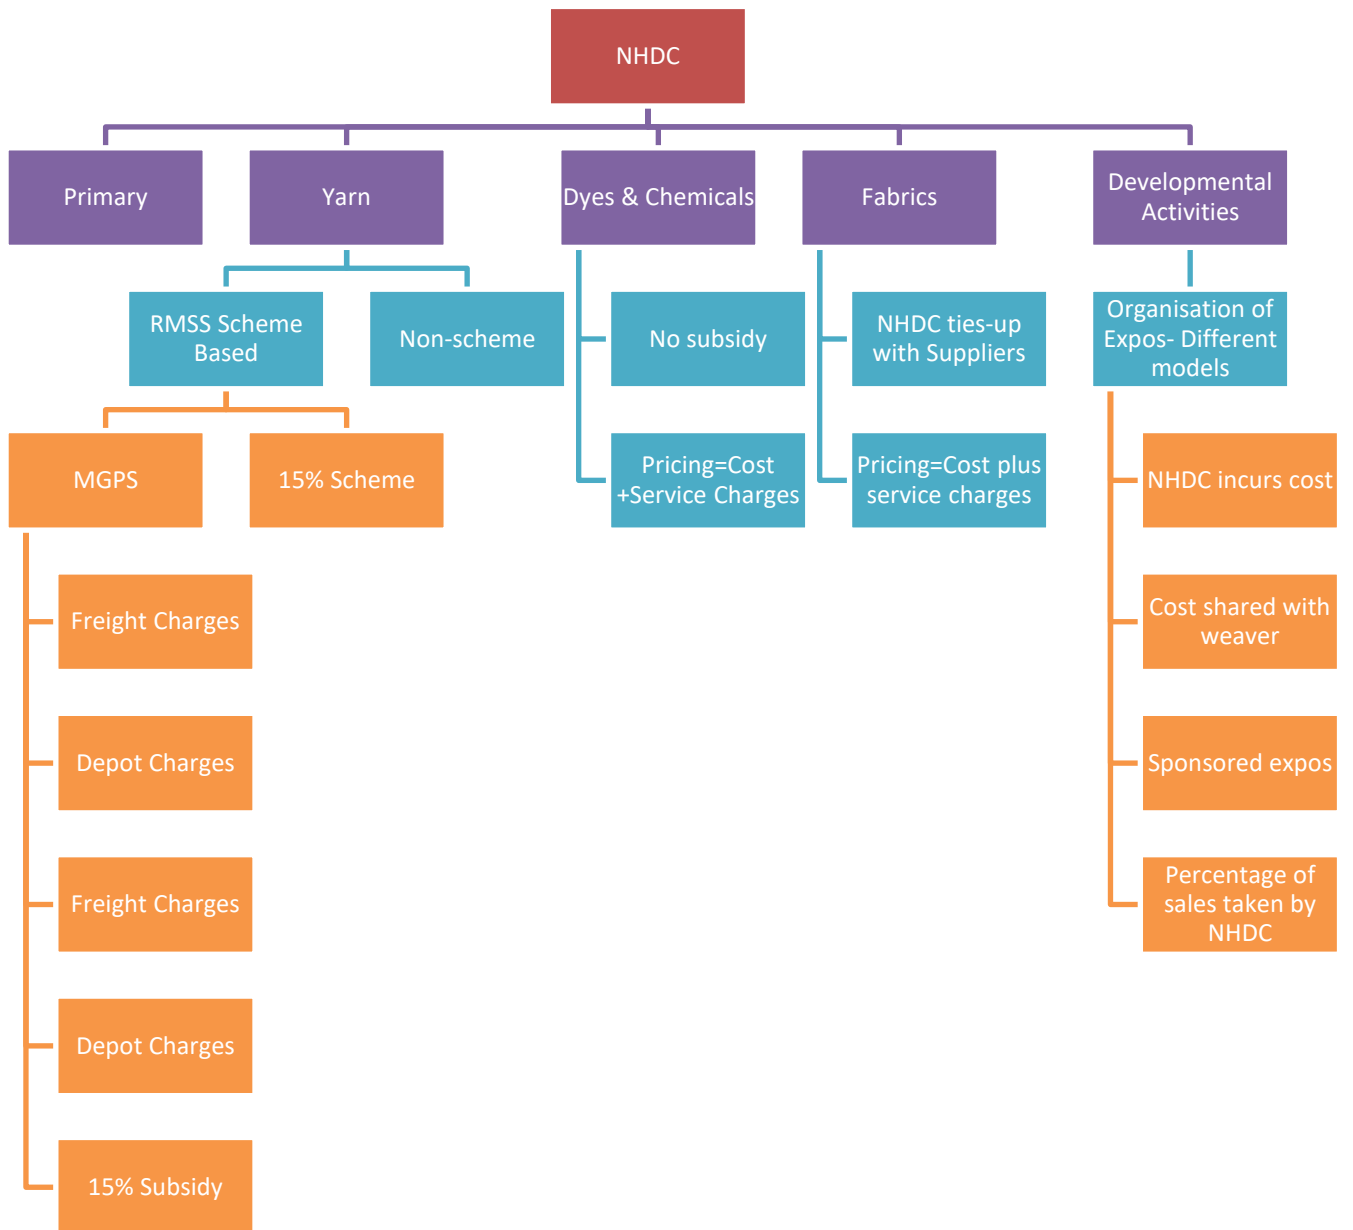 NHDC
Primary
Yarn
Dyes & Chemicals
Fabrics
Developmental
Activities
RMSS Scheme
Based
Non-scheme
No subsidy
NHDC ties-up
with Suppliers
Organisation of
Expos- Different
models
MGPS
15% Scheme
Pricing=Cost
+Service Charges
Pricing=Cost plus
service charges
NHDC incurs cost
Freight Charges
Cost shared with
weaver
Depot Charges
Sponsored expos
Freight Charges
Percentage of
sales taken by
NHDC
Depot Charges
15% Subsidy